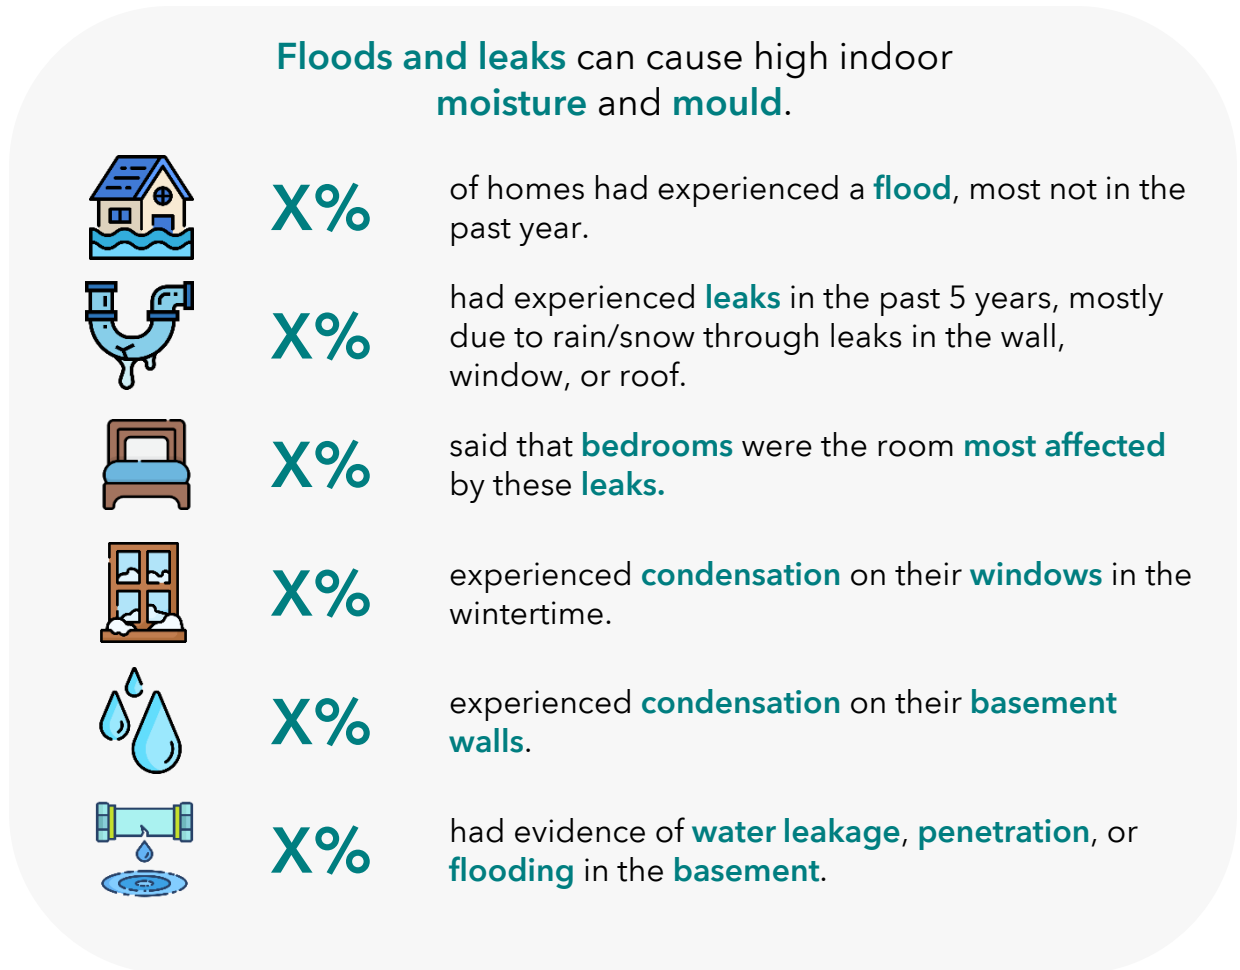 Floods and leaks can cause high indoor
moisture and mould.
X%
of homes had experienced a flood, most not in the
past year.
X%
had experienced leaks in the past 5 years, mostly
due to rain/snow through leaks in the wall,
window, or roof.
X%
said that bedrooms were the room most affected
by these leaks.
X%
experienced condensation on their windows in the
wintertime.
X%
experienced condensation on their basement
walls.
X%
had evidence of water leakage, penetration, or
flooding in the basement.